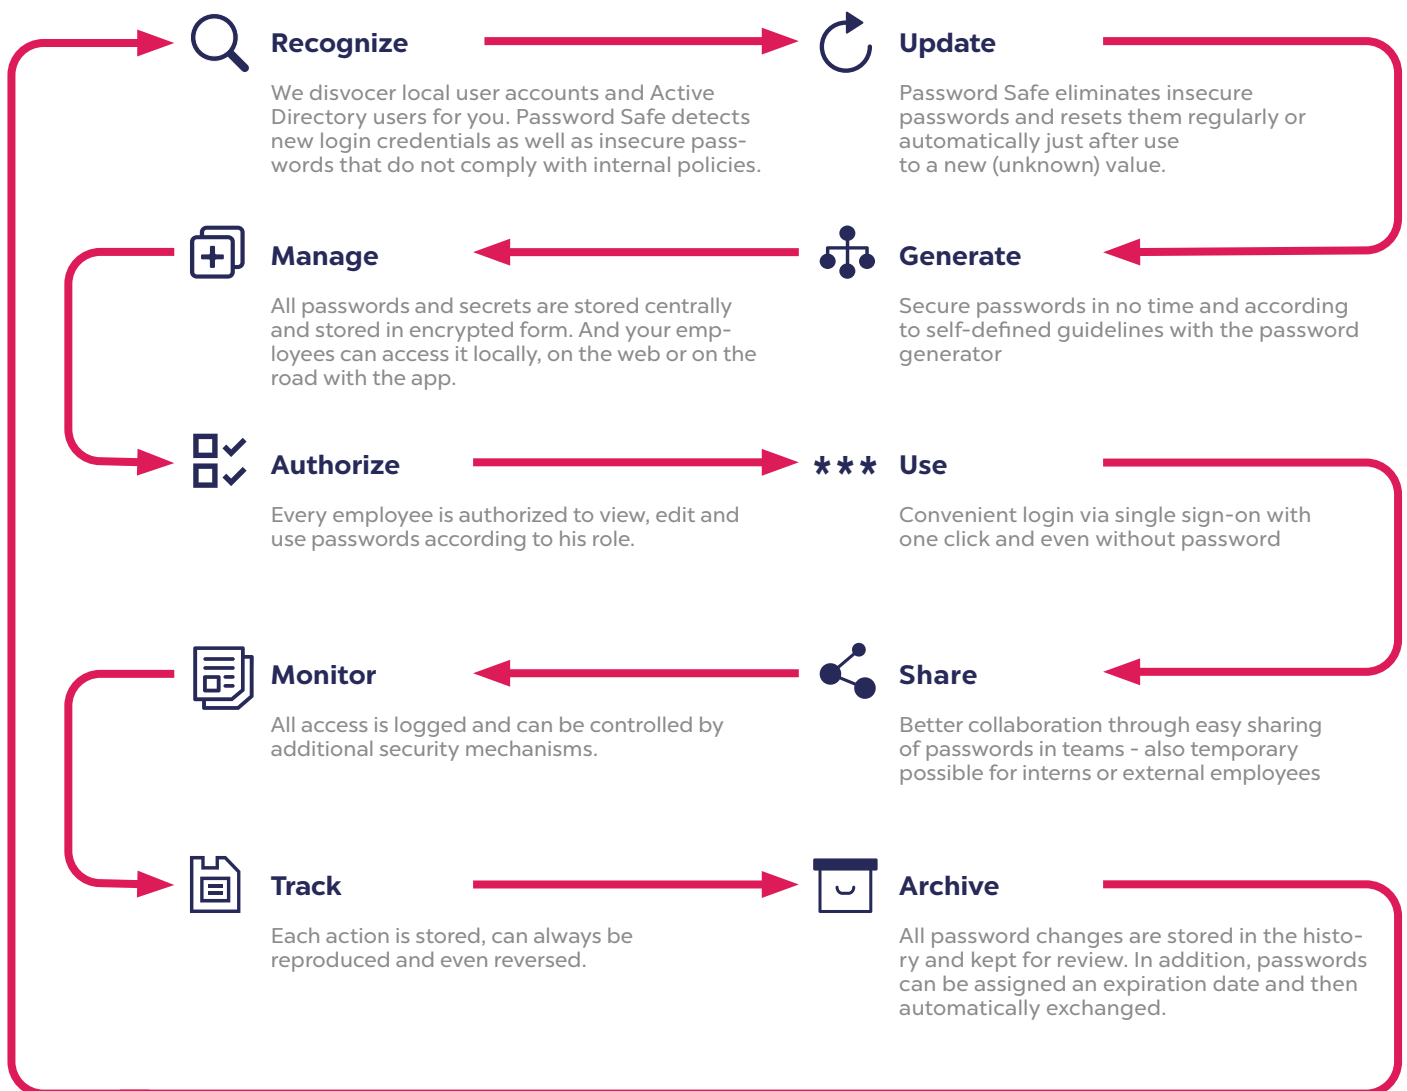 Recognize
We disvocer local user accounts and Active
Directory users for you. Password Safe detects
new login credentials as well as insecure pass-
words that do not comply with internal policies.
Update
Password Safe eliminates insecure
passwords and resets them regularly or
automatically just after use
to a new (unknown) value.
Manage
All passwords and secrets are stored centrally
and stored in encrypted form. And your emp-
loyees can access it locally, on the web or on the
road with the app.
Generate
Secure passwords in no time and according
to self-defined guidelines with the password
generator
Authorize
Every employee is authorized to view, edit and
use passwords according to his role.
*** Use
Convenient login via single sign-on with
one click and even without password
Monitor
All access is logged and can be controlled by
additional security mechanisms.
Share
Better collaboration through easy sharing
of passwords in teams - also temporary
possible for interns or external employees
Track
Each action is stored, can always be
reproduced and even reversed.
Archive
All password changes are stored in the histo-
ry and kept for review. In addition, passwords
can be assigned an expiration date and then
automatically exchanged.